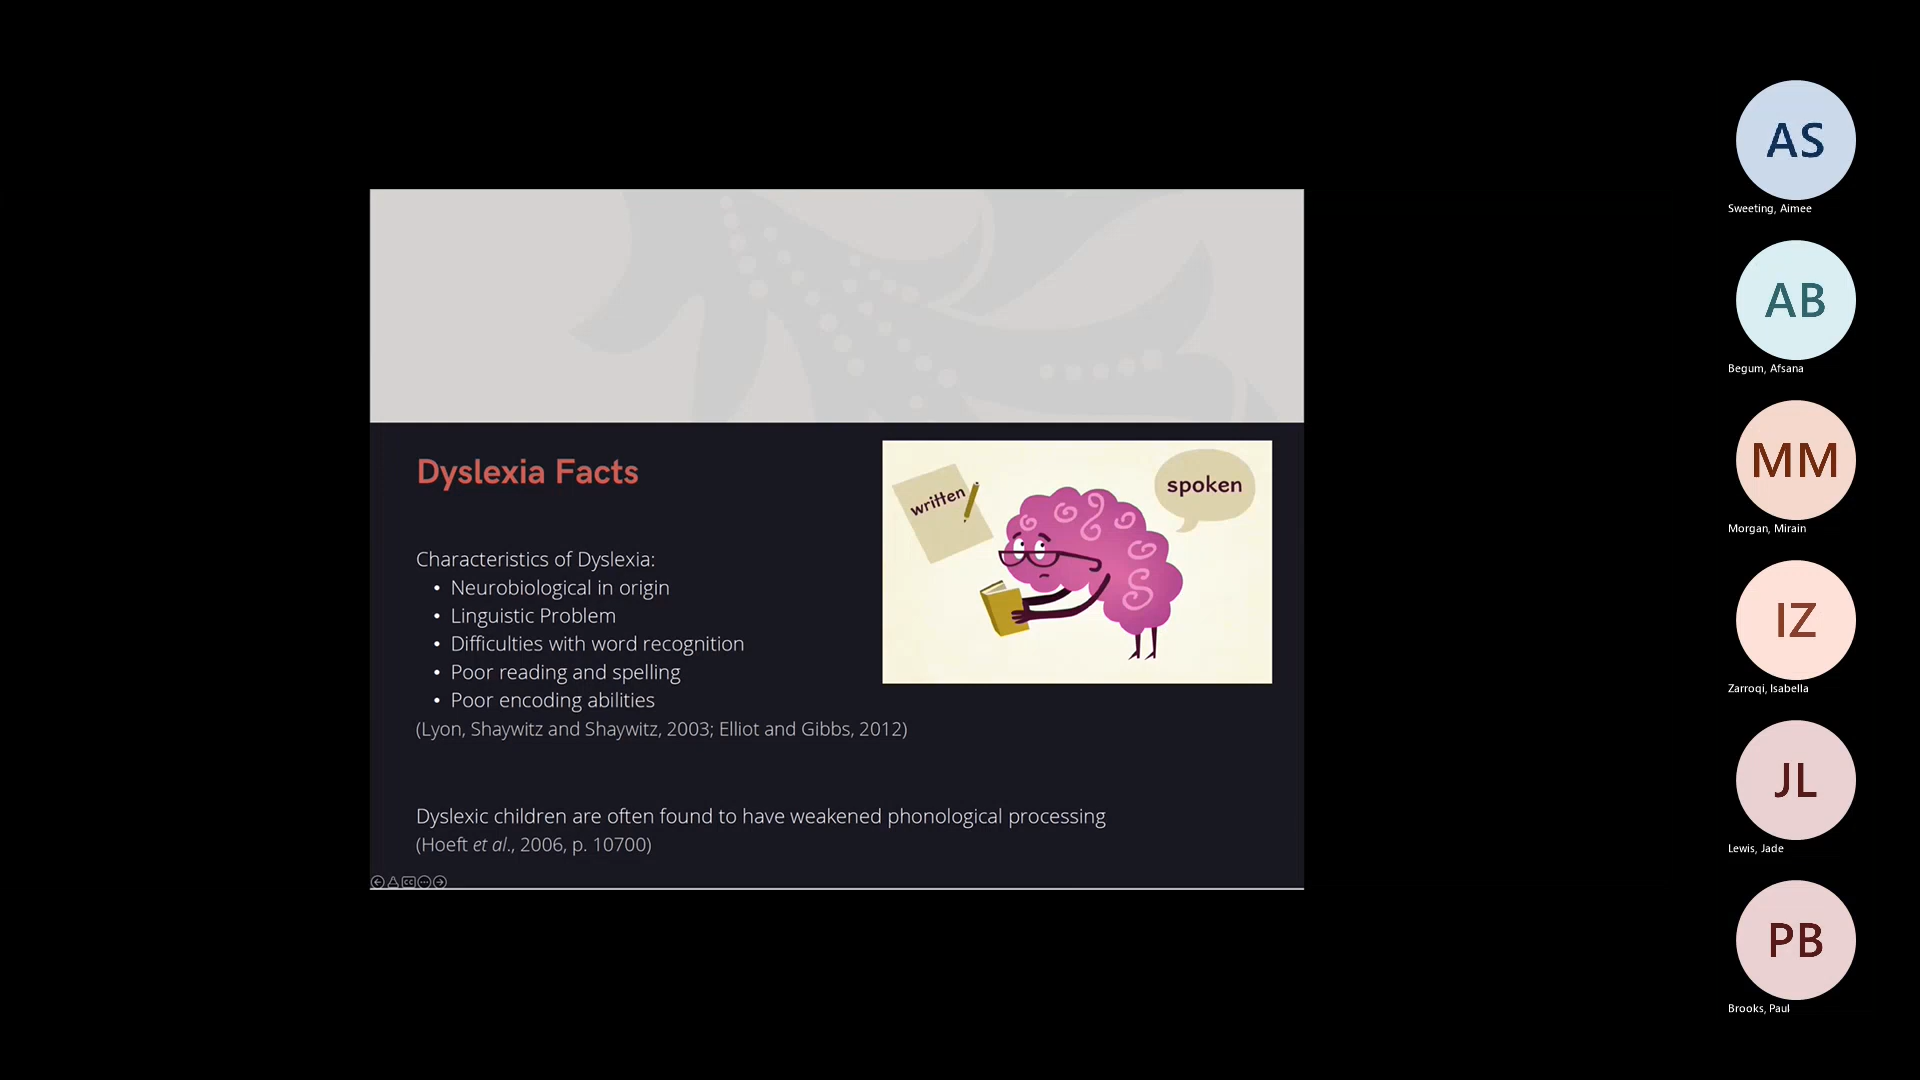 Dyslexia Facts
written
spoken
Characteristics of Dyslexia:
• Neurobiological in origin
• Linguistic Problem
• Difficulties with word recognition
• Poor reading and spelling
• Poor encoding abilities
(Lyon, Shaywitz and Shaywitz, 2003; Elliot and Gibbs, 2012)
Dyslexic children are often found to have weakened phonological processing
(Hoeft et al., 2006, p. 10700)
AS
Sweeting, Aimee
AB
Begum, Afsana
MM
Morgan, Mirain
IZ
Zarroqi, Isabella
JL
Lewis, Jade
PB
Brooks, Paul